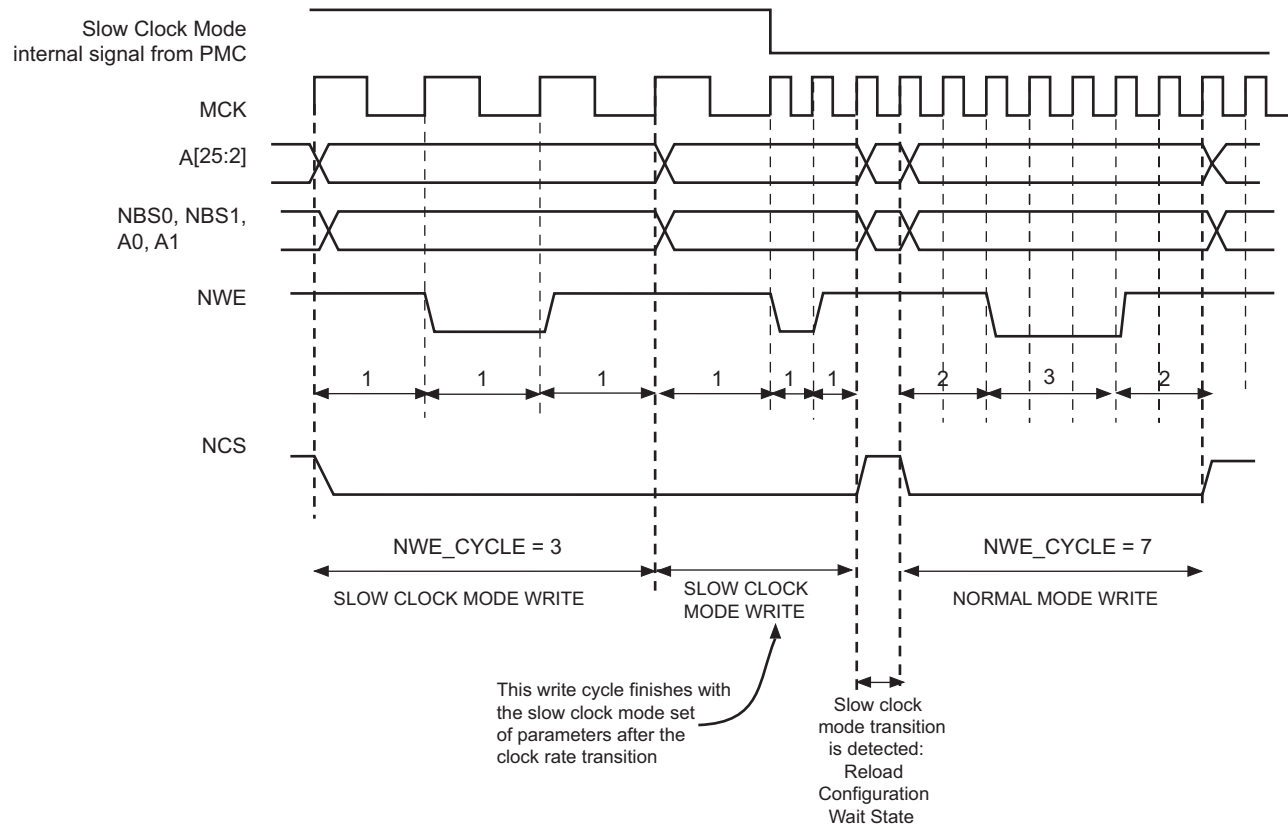 Slow Clock Mode
internal signal from PMC
MCK
A[25:2]
NBS0, NBS1,
A0, A1
NWE
1 1 1 1 1 1 2 3 2
NCS
NWE_CYCLE = 3
NWE_CYCLE = 7
SLOW CLOCK MODE WRITE
SLOW CLOCK
MODE WRITE
NORMAL MODE WRITE
This write cycle finishes with
the slow clock mode set
of parameters after the
clock rate transition
Slow clock
mode transition
is detected:
Reload
Configuration
Wait State